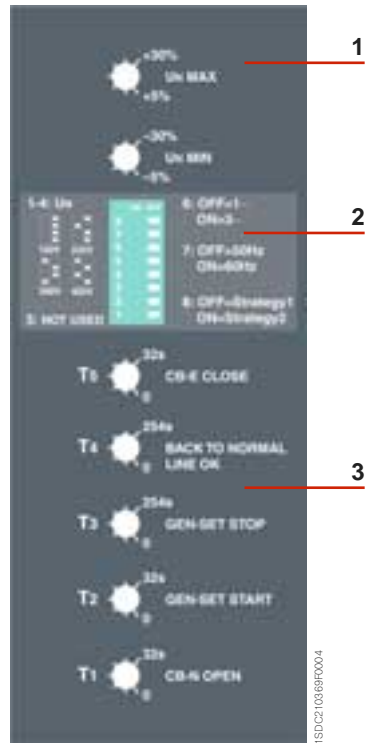 +30%
1
Un MAX
+5%
-30%
Un MIN
-5%
1-4: Un
6: OFF=1~
ON=3~
2
7: OFF=50Hz
ON=60Hz
8: OFF=Strategy1
ON=Strategy2
5: NOT USED
32s
T5 CB-E CLOSE
0
254s
T4 BACK TO NORMAL
LINE OK
0
3
254s
T3 GEN-SET STOP
0
32s
T2 GEN-SET START
0
32s
T1 CB-N OPEN
0
1SDC210369F0004